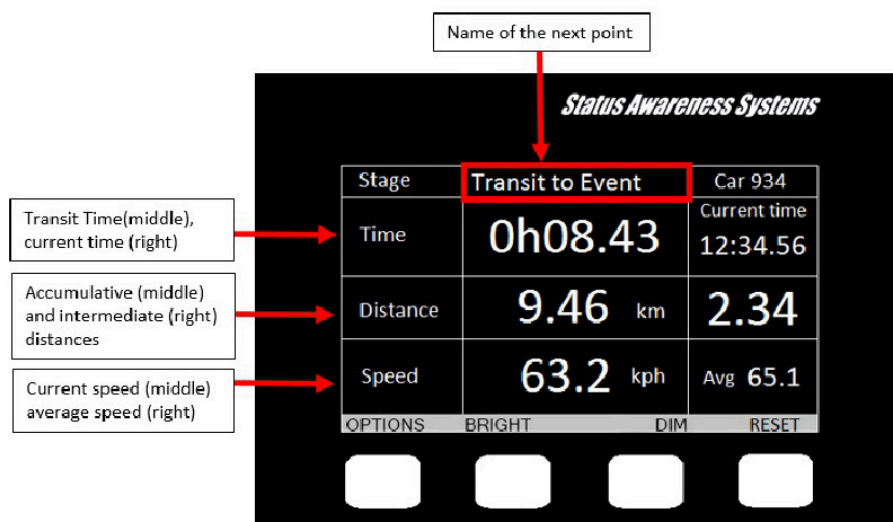 Name of the next point
Status Awareness Systems
Stage
Transit to Event
Car 934
Transit Time(middle),
current time (right)
Time
0h08.43
Current time
12:34.56
Accumulative (middle)
and intermediate (right)
distances
Distance
9.46 km
2.34
Current speed (middle)
average speed (right)
Speed
63.2 kph
Avg 65.1
OPTIONS BRIGHT DIM RESET